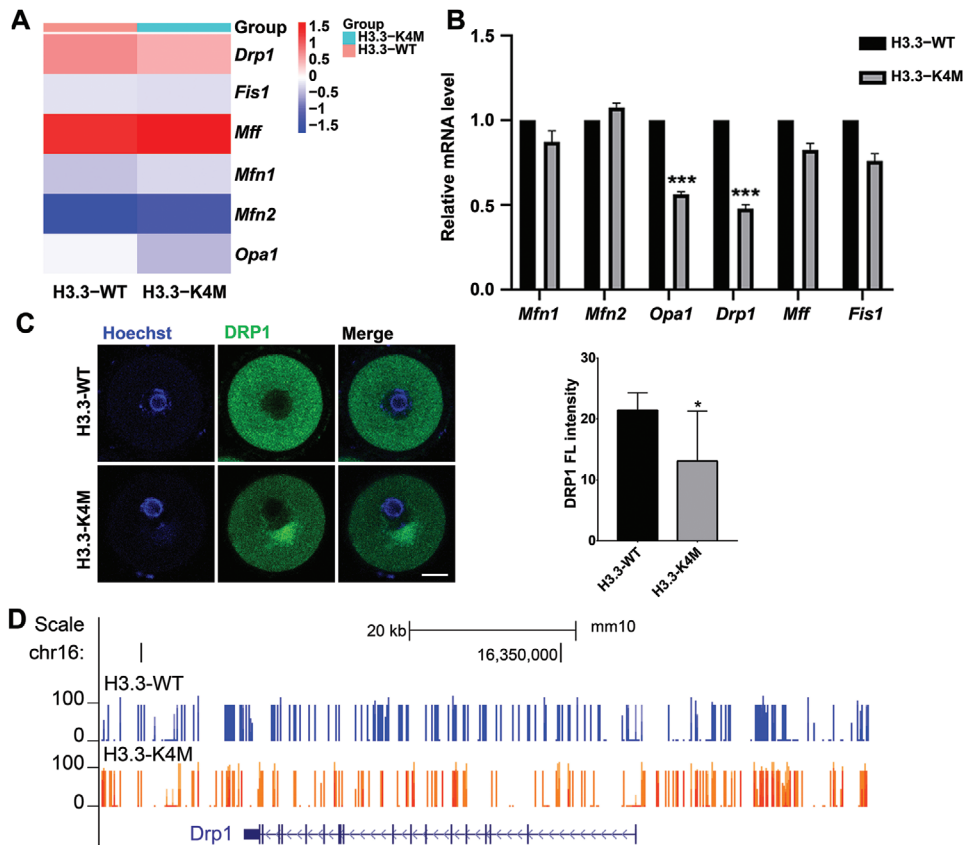 A
Group
Drp1
Fis1
Mff
Mfn1
Mfn2
Opa1
H3.3−WT
H3.3−K4M
1.5
1
0.5
0
−0.5
−1
−1.5
Group
H3.3−K4M
H3.3−WT
B
Relative mRNA level
1.5
1.0
0.5
0.0
***
***
Mfn1
Mfn2
Opa1
Drp1
Mff
Fis1
H3.3-WT
H3.3-K4M
C
Hoechst
DRP1
Merge
H3.3-WT
H3.3-K4M
DRP1 FL intensity
30
20
10
0
*
H3.3-WT
H3.3-K4M
D
Scale
20 kb
mm10
chr16:
16,350,000
H3.3-WT
100
0
H3.3-K4M
100
0
Drp1